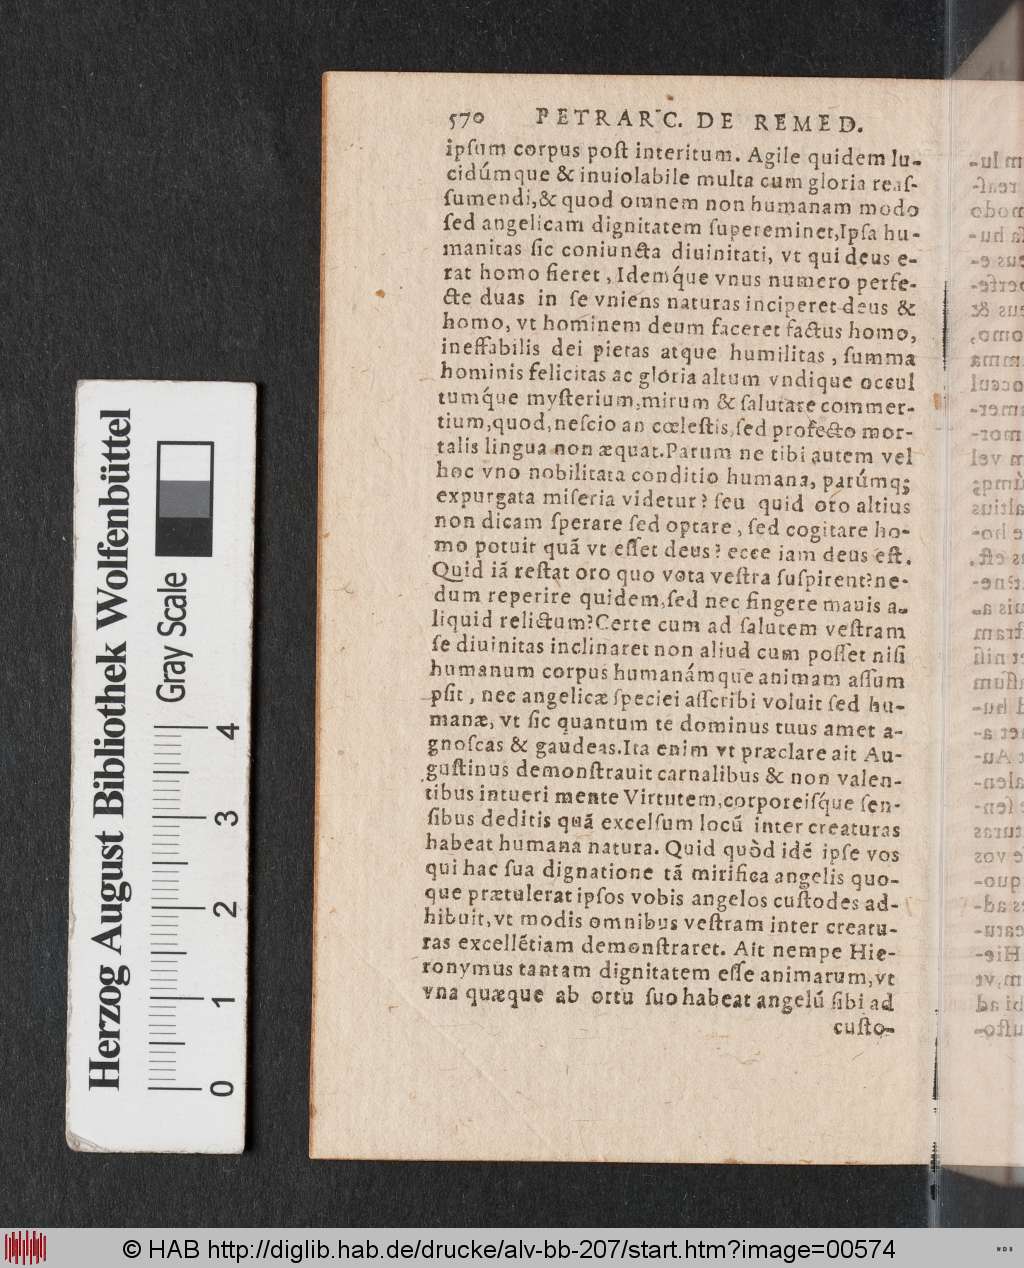 570 PETRARC. DE REMED.
ipſum corpus poſt interitum. Agile quidem lu-
cidúmque & inuiolabile multa cum gloria reaſ-
ſumendi,& quod omnem non humanam modo
ſed angelicam dignitatem ſupereminet,Ipſa hu-
manitas ſic coniuncta diuinitati, vt qui deus e-
rat homo fieret, Idemq́ue vnus numero perfe-
cte duas in ſe vniens naturas inciperet deus &
homo, vt hominem deum faceret factus homo,
ineffabilis dei pietas atque humilitas, ſumma
hominis felicitas ac gloria altum vndique occul
tumq́ue myſterium,mirum & ſalutare commer-
tium,quod,neſcio an cœleſtis,ſed profecto mor-
talis lingua non æquat.Parum ne tibi autem vel
hoc vno nobilitata conditio humana, parúmq;
expurgata miſeria videtur? ſeu quid oro altius
non dicam ſperare ſed optare, ſed cogitare ho-
mo potuit quã vt eſſet deus? ecce iam deus eſt.
Quid iã reſtat oro quo vota veſtra ſuſpirent?ne-
dum reperire quidem,ſed nec fingere mauis a-
liquid relictum?Certe cum ad ſalutem veſtram
ſe diuinitas inclinaret non aliud cum poſſet niſi
humanum corpus humanámque animam aſſum
pſit, nec angelicæ ſpeciei aſſcribi voluit ſed hu-
manæ, vt ſic quantum te dominus tuus amet a-
gnoſcas & gaudeas.Ita enim vt præclare ait Au-
guſtinus demonſtrauit carnalibus & non valen-
tibus intueri mente Virtutem,corporeiſq́ue ſen-
ſibus deditis quã excelſum locũ inter creaturas
habeat humana natura. Quid quòd idẽ ipſe vos
qui hac ſua dignatione tã mirifica angelis quo-
que prætulerat ipſos vobis angelos cuſtodes ad-
hibuit,vt modis omnibus veſtram inter creatu-
ras excellẽtiam demonſtraret. Ait nempe Hie-
ronymus tantam dignitatem eſſe animarum,vt
vna quæque ab ortu ſuo habeat angelũ ſibi ad
cuſto-
Herzog August Bibliothek Wolfenbüttel
Gray Scale
0 1 2 3 4
© HAB http://diglib.hab.de/drucke/alv-bb-207/start.htm?image=00574